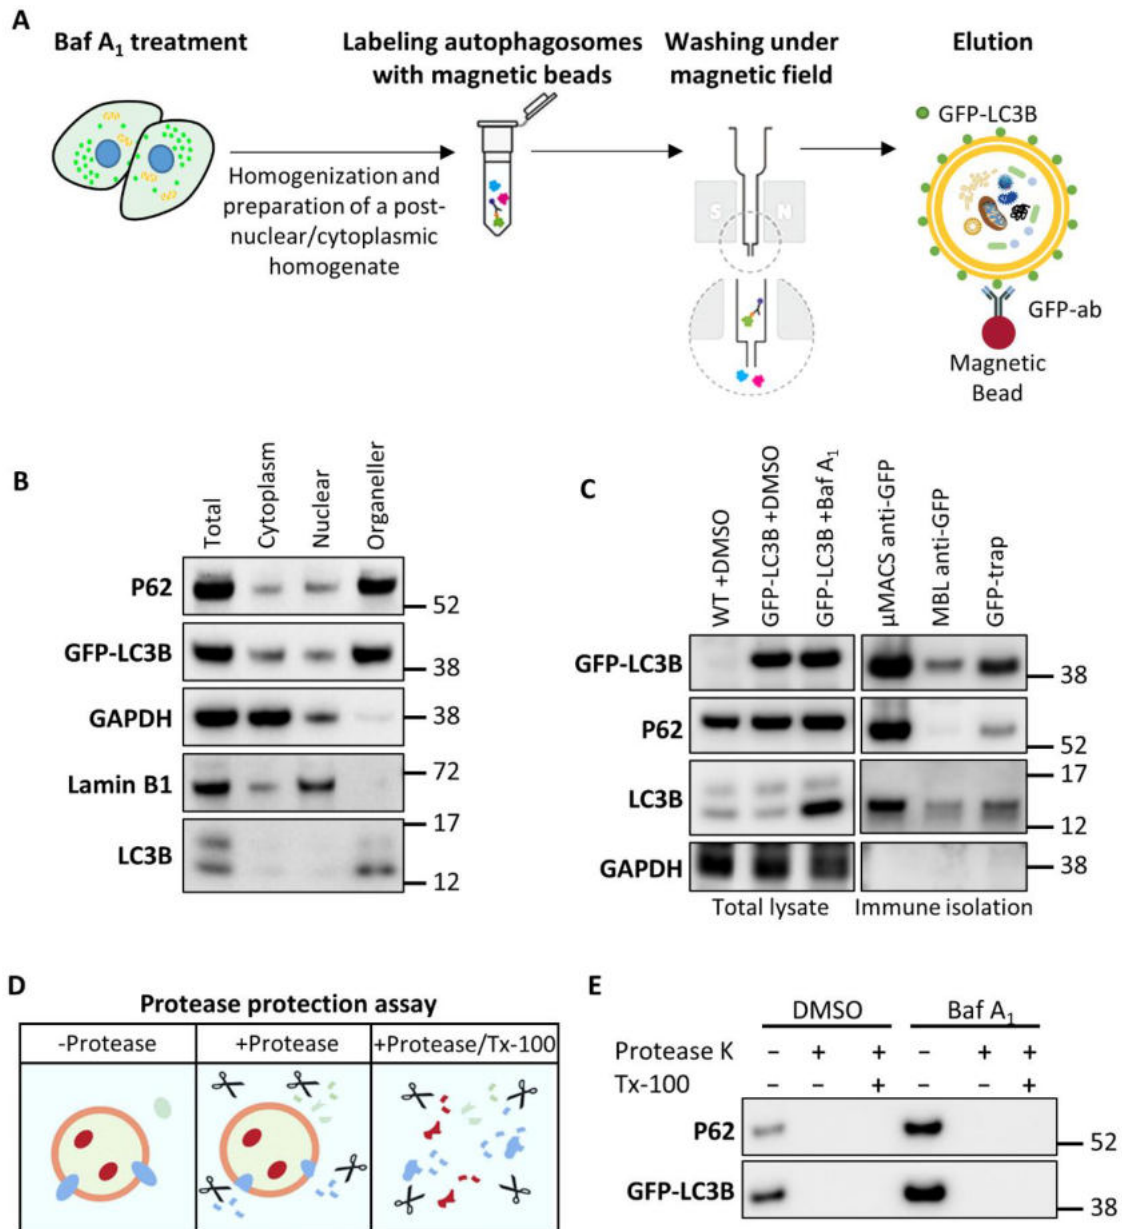 A
Baf A₁ treatment
Labeling autophagosomes
with magnetic beads
Washing under
magnetic field
Elution
Homogenization and
preparation of a post-
nuclear/cytoplasmic
homogenate
S
N
GFP-LC3B
GFP-ab
Magnetic
Bead
B
Total
Cytoplasm
Nuclear
Organeller
P62
52
GFP-LC3B
38
GAPDH
38
Lamin B1
72
LC3B
17
12
C
WT +DMSO
GFP-LC3B +DMSO
GFP-LC3B +Baf A₁
µMACS anti-GFP
MBL anti-GFP
GFP-trap
GFP-LC3B
38
P62
52
LC3B
17
12
GAPDH
38
Total lysate
Immune isolation
D
Protease protection assay
-Protease
+Protease
+Protease/Tx-100
E
DMSO
Baf A₁
Protease K – + + – + +
Tx-100 – + – +
P62
52
GFP-LC3B
38